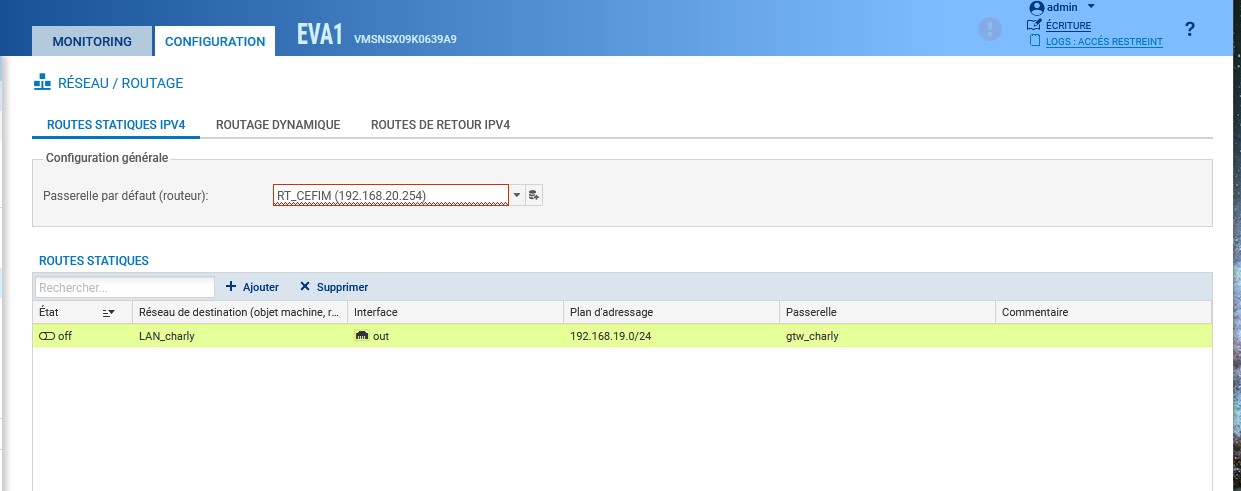 admin
MONITORING CONFIGURATION EVA1 VMSNSX09K0639A9
ÉCRITURE
LOGS : ACCÈS RESTREINT
?
RÉSEAU / ROUTAGE
ROUTES STATIQUES IPV4 ROUTAGE DYNAMIQUE ROUTES DE RETOUR IPV4
Configuration générale
Passerelle par défaut (routeur): RT_CEFIM (192.168.20.254)
ROUTES STATIQUES
Rechercher... Ajouter Supprimer
État Réseau de destination (objet machine, r... Interface Plan d'adressage Passerelle Commentaire
off LAN_charly out 192.168.19.0/24 gtw_charly